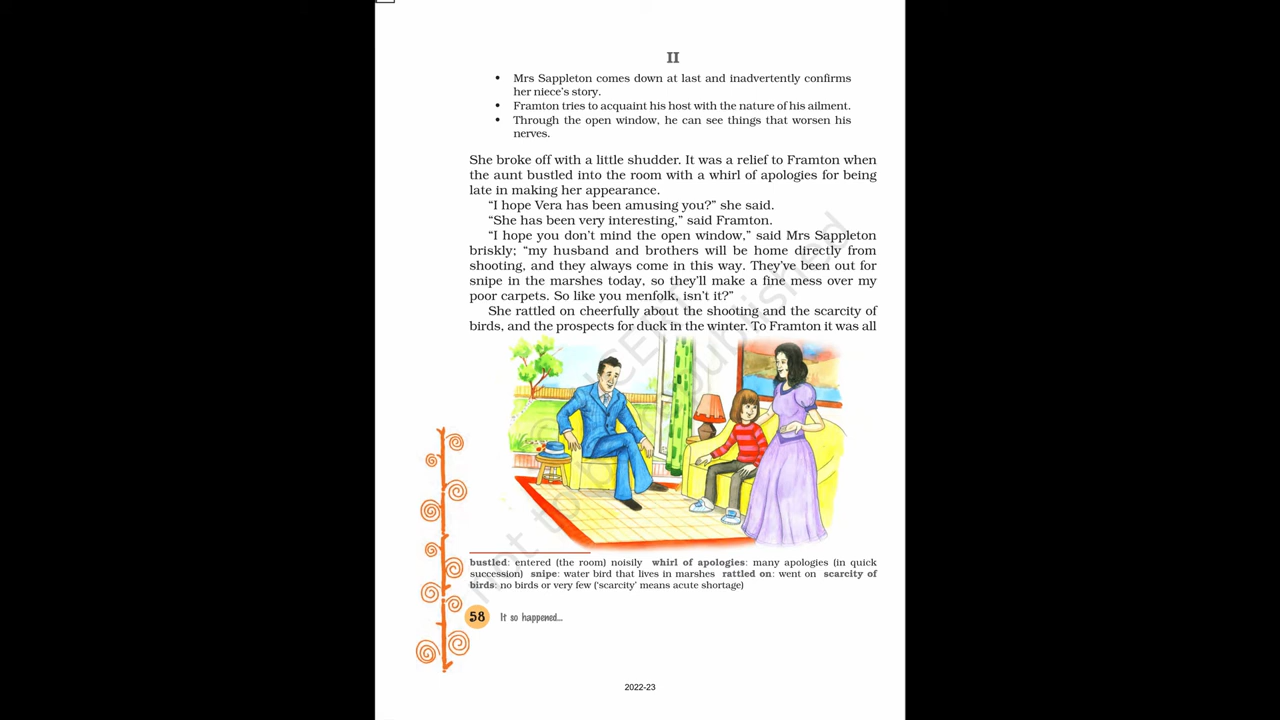 II
• Mrs Sappleton comes down at last and inadvertently confirms
her niece's story.
• Framton tries to acquaint his host with the nature of his ailment.
• Through the open window, he can see things that worsen his
nerves.
She broke off with a little shudder. It was a relief to Framton when
the aunt bustled into the room with a whirl of apologies for being
late in making her appearance.
“I hope Vera has been amusing you?” she said.
“She has been very interesting,” said Framton.
“I hope you don’t mind the open window,” said Mrs Sappleton
briskly; “my husband and brothers will be home directly from
shooting, and they always come in this way. They’ve been out for
snipe in the marshes today, so they’ll make a fine mess over my
poor carpets. So like you menfolk, isn’t it?”
She rattled on cheerfully about the shooting and the scarcity of
birds, and the prospects for duck in the winter. To Framton it was all
bustled: entered (the room) noisily whirl of apologies: many apologies (in quick
succession) snipe: water bird that lives in marshes rattled on: went on scarcity of
birds: no birds or very few (‘scarcity’ means acute shortage)
58 It so happened...
2022-23
© NCERT
not to be republished